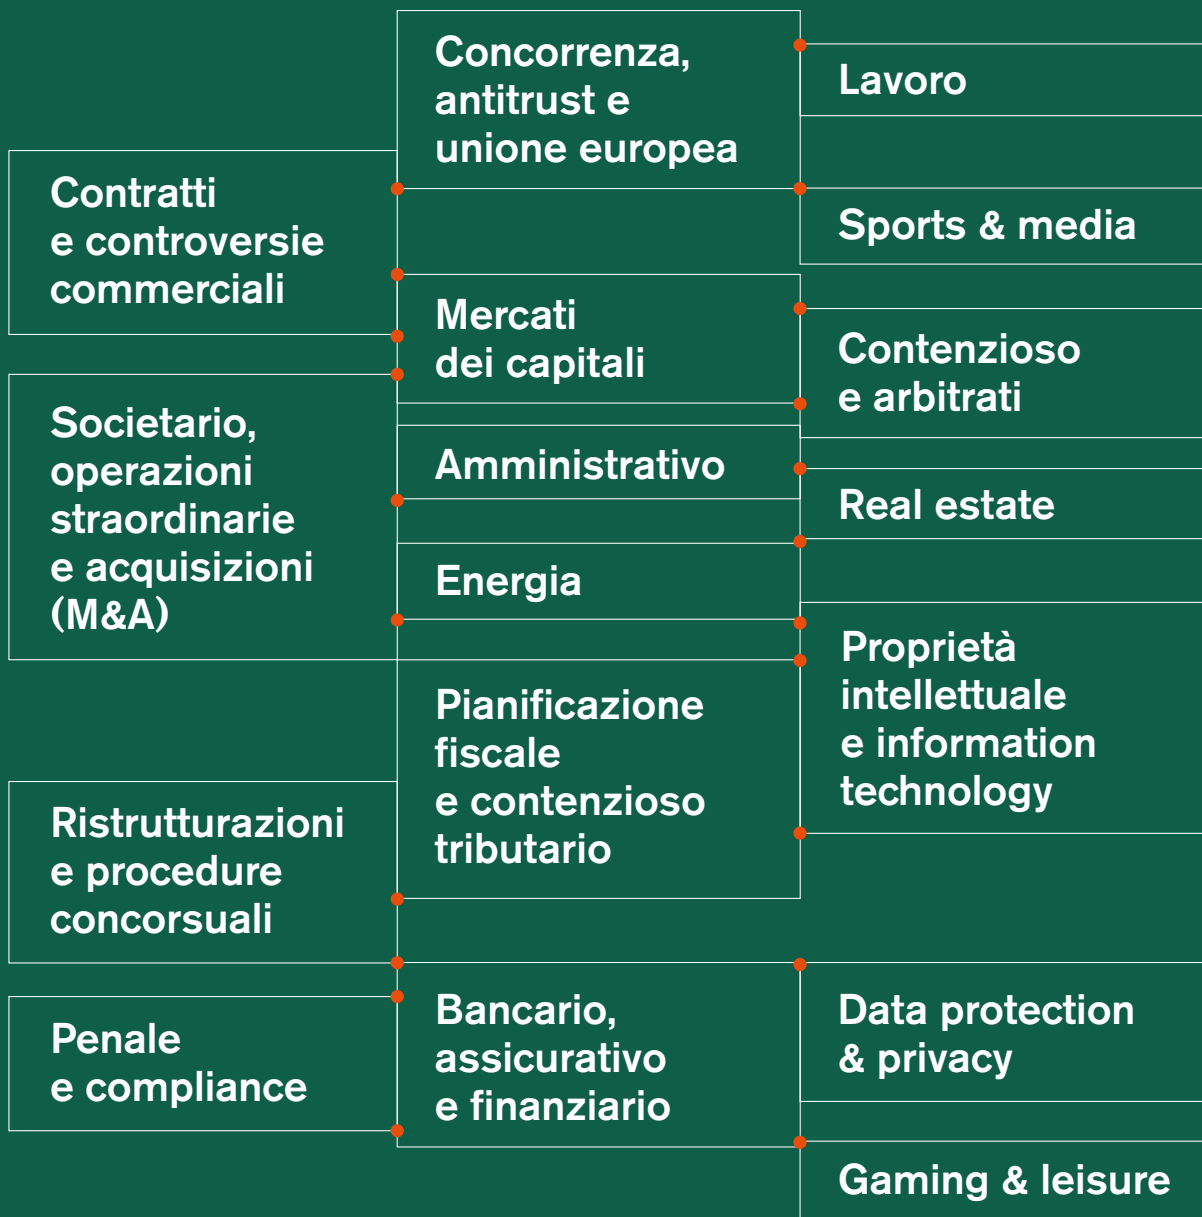 Contratti
e controversie
commerciali
Societario,
operazioni
straordinarie
e acquisizioni
(M&A)
Ristrutturazioni
e procedure
concorsuali
Penale
e compliance
Concorrenza,
antitrust e
unione europea
Mercati
dei capitali
Amministrativo
Energia
Pianificazione
fiscale
e contenzioso
tributario
Bancario,
assicurativo
e finanziario
Lavoro
Sports & media
Contenzioso
e arbitrati
Real estate
Proprietà
intellettuale
e information
technology
Data protection
& privacy
Gaming & leisure